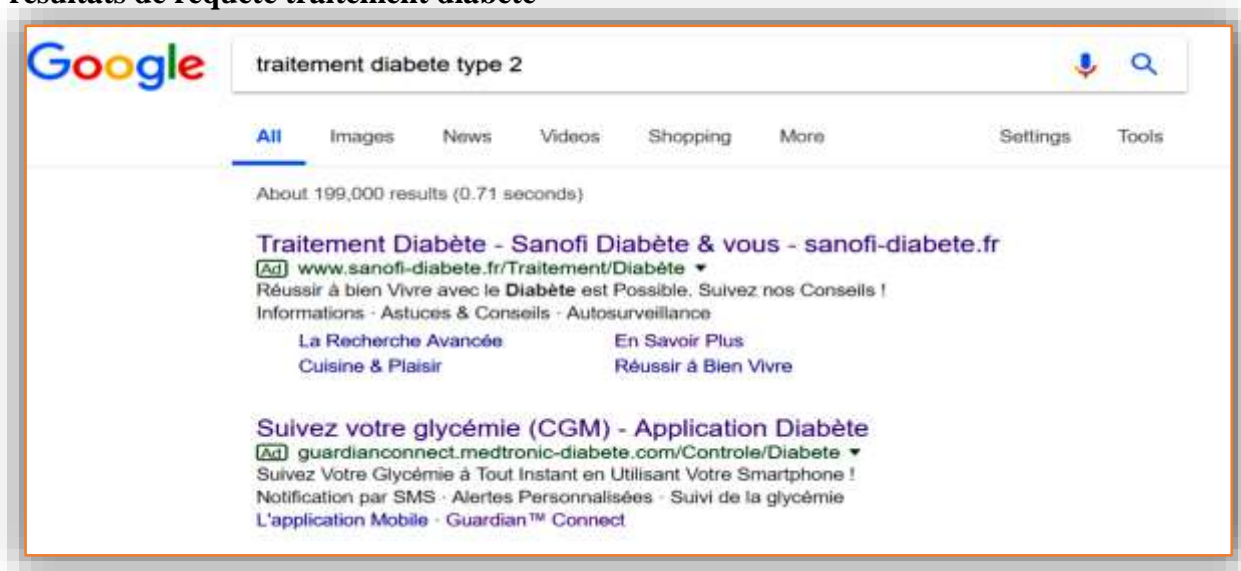 résultats de requête traitement diabète
Google
traitement diabete type 2
All Images News Videos Shopping More Settings Tools
About 199,000 results (0.71 seconds)
Traitement Diabète - Sanofi Diabète & vous - sanofi-diabete.fr
Ad www.sanofi-diabete.fr/Traitement/Diabète
Réussir à bien Vivre avec le Diabète est Possible. Suivez nos Conseils !
Informations · Astuces & Conseils · Autosurveillance
La Recherche Avancée En Savoir Plus
Cuisine & Plaisir Réussir à Bien Vivre
Suivez votre glycémie (CGM) - Application Diabète
Ad guardianconnect.medtronic-diabete.com/Controle/Diabete
Suivez Votre Glycémie à Tout Instant en Utilisant Votre Smartphone !
Notification par SMS · Alertes Personnalisées · Suivi de la glycémie
L'application Mobile · Guardian™ Connect